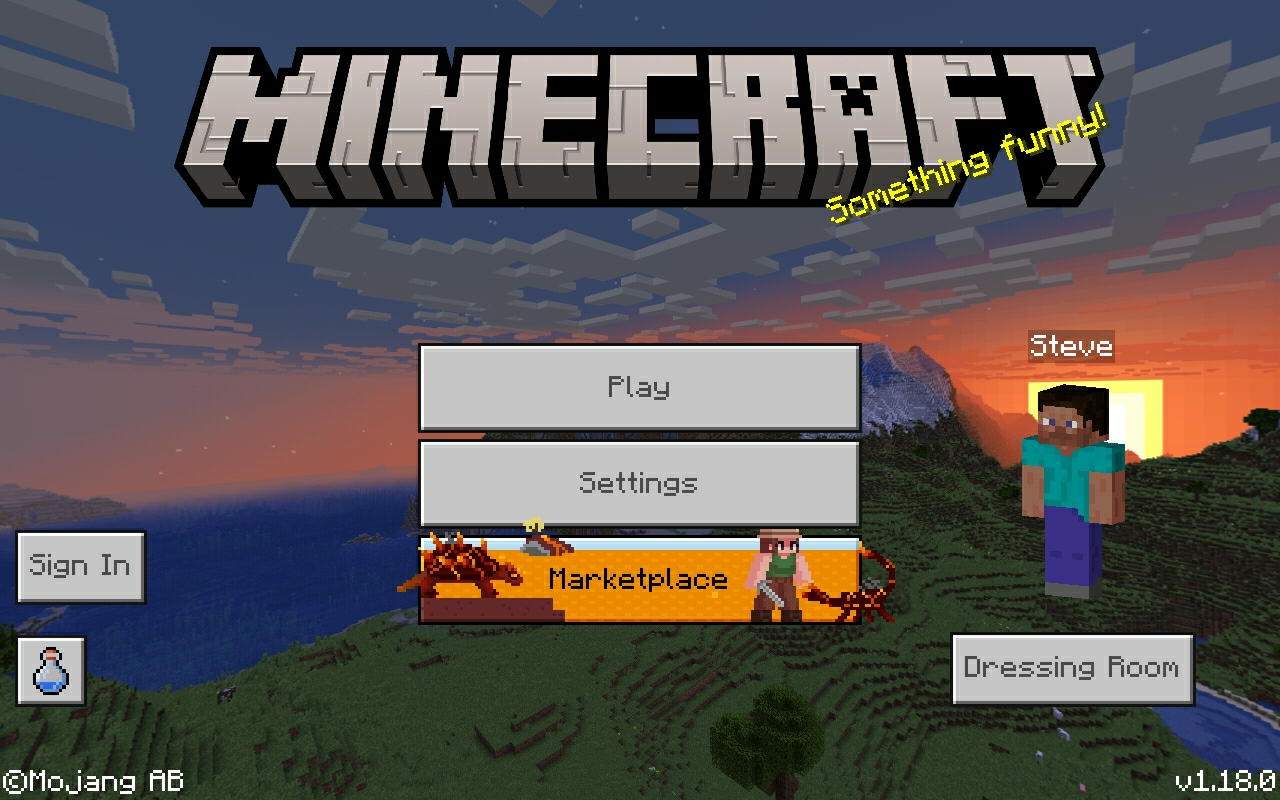 MINECRAFT
Something funny!
Steve
Play
Settings
Marketplace
Sign In
Dressing Room
©Mojang AB
v1.18.0